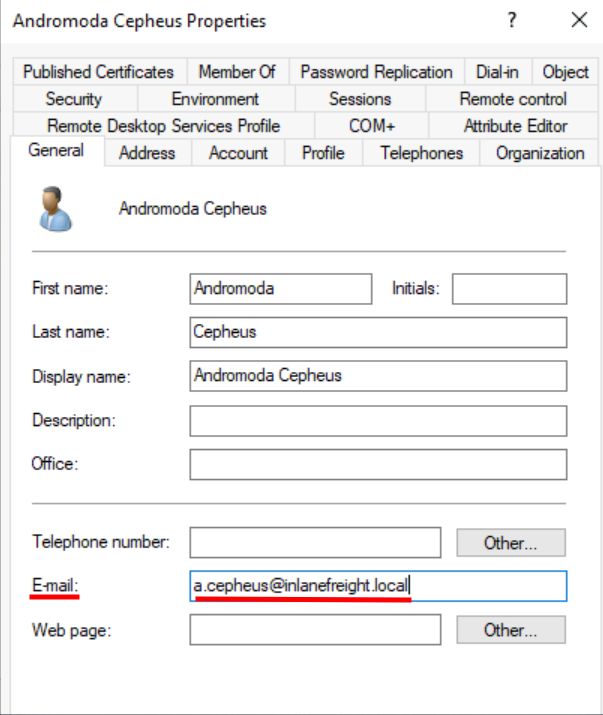 Andromoda Cepheus Properties ? ×
Published Certificates Member Of Password Replication Dial-in Object
Security Environment Sessions Remote control
Remote Desktop Services Profile COM+ Attribute Editor
General Address Account Profile Telephones Organization
Andromoda Cepheus
First name: Andromoda Initials:
Last name: Cepheus
Display name: Andromoda Cepheus
Description:
Office:
Telephone number: Other...
E-mail: a.cepheus@inlanefreight.local
Web page: Other...